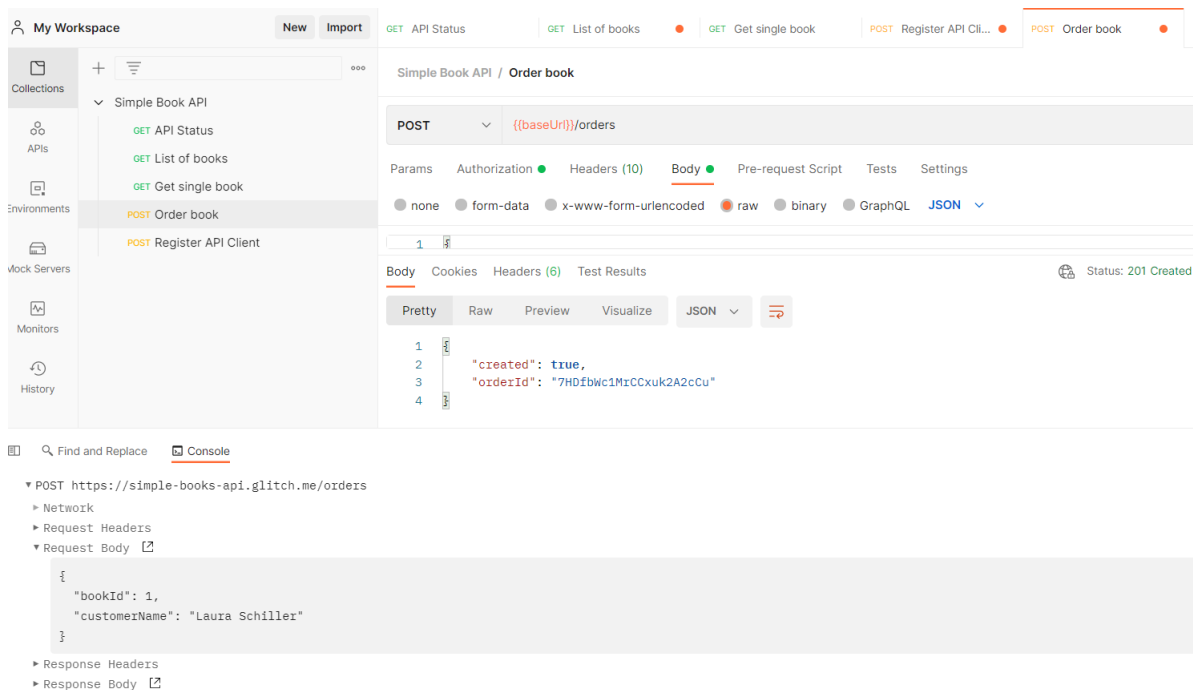 My Workspace New Import
GET API Status GET List of books GET Get single book POST Register API Cli... POST Order book
Collections
APIs
Environments
Mock Servers
Monitors
History
Simple Book API
GET API Status
GET List of books
GET Get single book
POST Order book
POST Register API Client
Simple Book API / Order book
POST {{baseUrl}}/orders
Params Authorization Headers (10) Body Pre-request Script Tests Settings
none form-data x-www-form-urlencoded raw binary GraphQL JSON
1 {
Body Cookies Headers (6) Test Results Status: 201 Created
Pretty Raw Preview Visualize JSON
1 {
2 "created": true,
3 "orderId": "7HDfbWc1MrCCxuk2A2cCu"
4 }
Find and Replace Console
POST https://simple-books-api.glitch.me/orders
Network
Request Headers
Request Body
{
"bookId": 1,
"customerName": "Laura Schiller"
}
Response Headers
Response Body